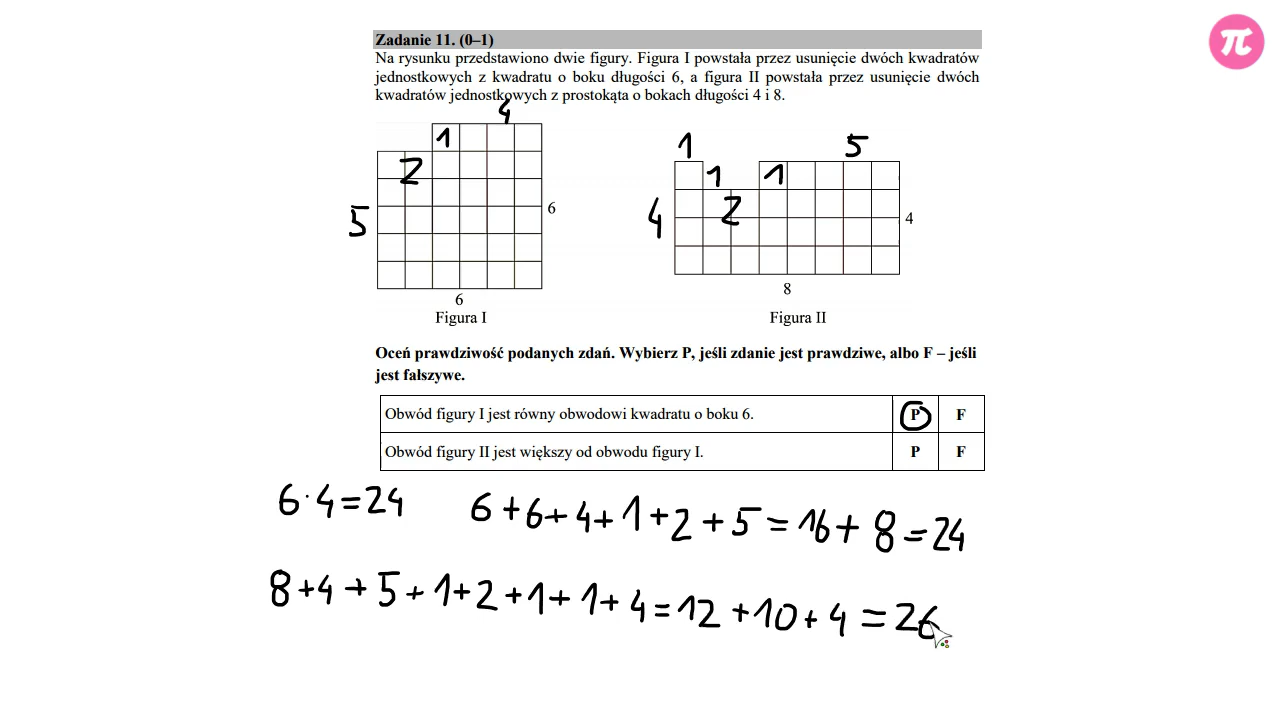 π
Zadanie 11. (0–1)
Na rysunku przedstawiono dwie figury. Figura I powstała przez usunięcie dwóch kwadratów
jednostkowych z kwadratu o boku długości 6, a figura II powstała przez usunięcie dwóch
kwadratów jednostkowych z prostokąta o bokach długości 4 i 8.
4
1
2
5
6
6
Figura I
1
5
1
1
2
4
4
8
Figura II
Oceń prawdziwość podanych zdań. Wybierz P, jeśli zdanie jest prawdziwe, albo F – jeśli
jest fałszywe.
Obwód figury I jest równy obwodowi kwadratu o boku 6. P F
Obwód figury II jest większy od obwodu figury I. P F
6·4=24 6+6+4+1+2+5=16+8=24
8+4+5+1+2+1+1+4=12+10+4=26